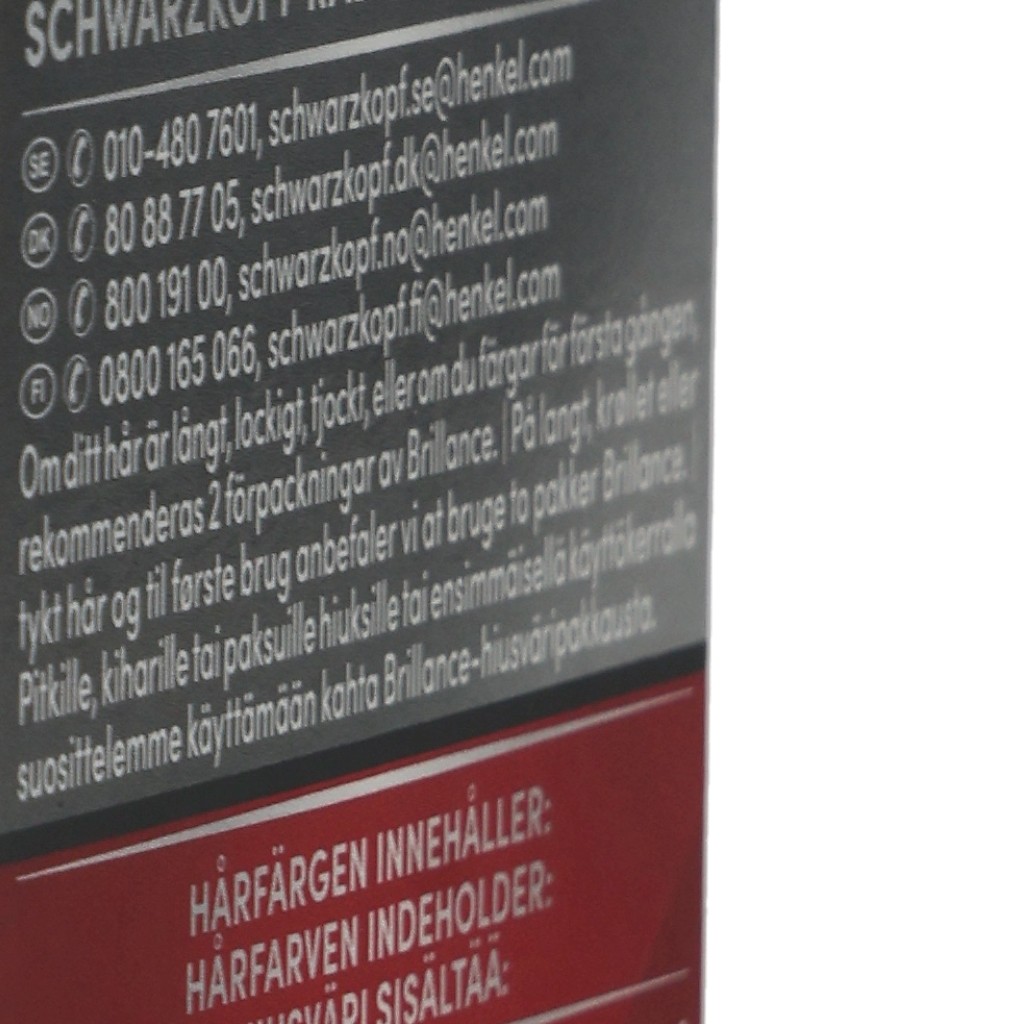 SCHWARZKOPF
SE 010-480 7601, schwarzkopf.se@henkel.com
DK 80 88 77 05, schwarzkopf.dk@henkel.com
NO 800 191 00, schwarzkopf.no@henkel.com
FI 0800 165 066, schwarzkopf.fi@henkel.com
Om ditt hår är långt, lockigt, tjockt, eller om du färgar för första gången,
rekommenderas 2 förpackningar av Brillance. | På langt, krøllet eller
tykt hår og til første brug anbefaler vi at bruge to pakker Brillance. |
Pitkille, kiharille tai paksuille hiuksille tai ensimmäisellä käyttökerralla
suosittelemme käyttämään kahta Brillance-hiusväripakkausta.
HÅRFÄRGEN INNEHÅLLER:
HÅRFARVEN INDEHOLDER:
SISÄLTÄÄ: